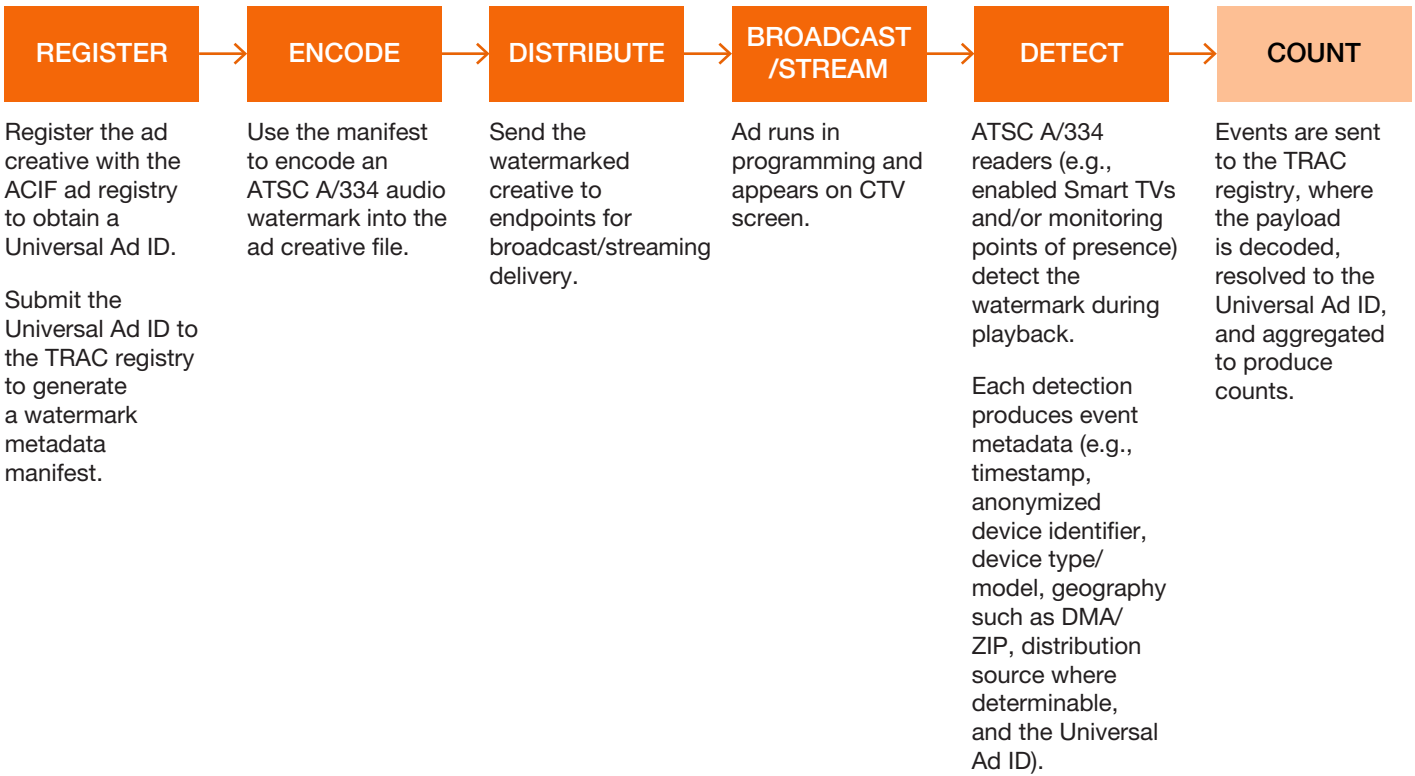 REGISTER
Register the ad
creative with the
ACIF ad registry
to obtain a
Universal Ad ID.
Submit the
Universal Ad ID to
the TRAC registry
to generate
a watermark
metadata
manifest.
ENCODE
Use the manifest
to encode an
ATSC A/334 audio
watermark into the
ad creative file.
DISTRIBUTE
Send the
watermarked
creative to
endpoints for
broadcast/streaming
delivery.
BROADCAST
/STREAM
Ad runs in
programming and
appears on CTV
screen.
DETECT
ATSC A/334
readers (e.g.,
enabled Smart TVs
and/or monitoring
points of presence)
detect the
watermark during
playback.
Each detection
produces event
metadata (e.g.,
timestamp,
anonymized
device identifier,
device type/
model, geography
such as DMA/
ZIP, distribution
source where
determinable,
and the Universal
Ad ID).
COUNT
Events are sent
to the TRAC
registry, where
the payload
is decoded,
resolved to the
Universal Ad ID,
and aggregated
to produce
counts.